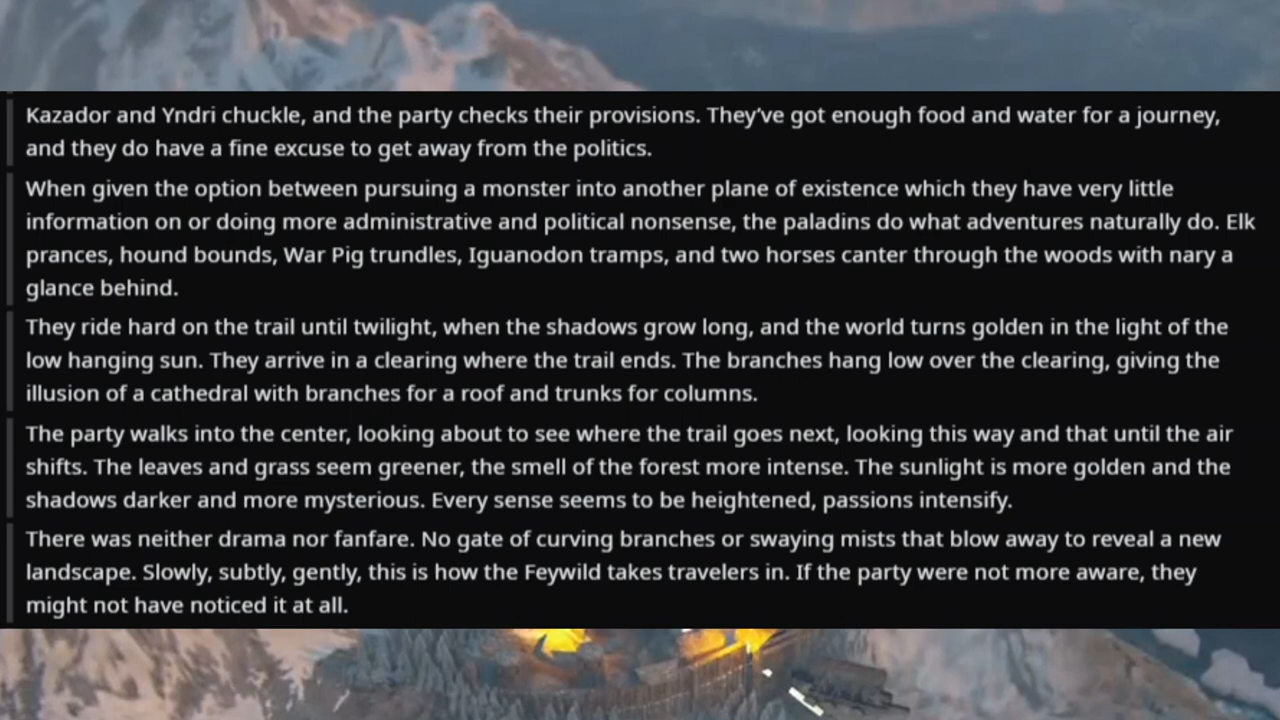 Kazador and Yndri chuckle, and the party checks their provisions. They’ve got enough food and water for a journey,
and they do have a fine excuse to get away from the politics.
When given the option between pursuing a monster into another plane of existence which they have very little
information on or doing more administrative and political nonsense, the paladins do what adventures naturally do. Elk
prances, hound bounds, War Pig trundles, Iguanodon tramps, and two horses canter through the woods with nary a
glance behind.
They ride hard on the trail until twilight, when the shadows grow long, and the world turns golden in the light of the
low hanging sun. They arrive in a clearing where the trail ends. The branches hang low over the clearing, giving the
illusion of a cathedral with branches for a roof and trunks for columns.
The party walks into the center, looking about to see where the trail goes next, looking this way and that until the air
shifts. The leaves and grass seem greener, the smell of the forest more intense. The sunlight is more golden and the
shadows darker and more mysterious. Every sense seems to be heightened, passions intensify.
There was neither drama nor fanfare. No gate of curving branches or swaying mists that blow away to reveal a new
landscape. Slowly, subtly, gently, this is how the Feywild takes travelers in. If the party were not more aware, they
might not have noticed it at all.